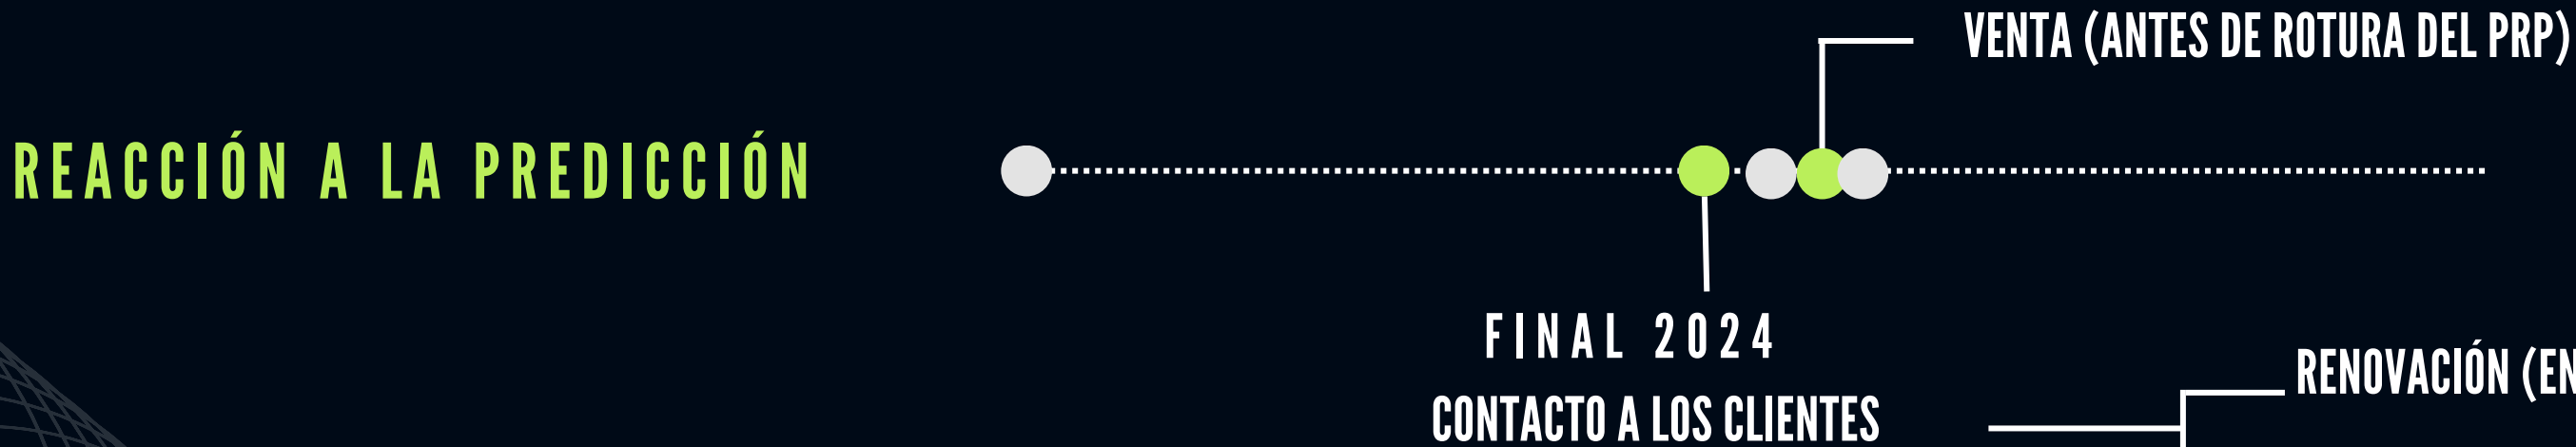 VENTA (ANTES DE ROTURA DEL PRP)
REACCIÓN A LA PREDICCIÓN
FINAL 2024
RENOVACIÓN (EN
CONTACTO A LOS CLIENTES